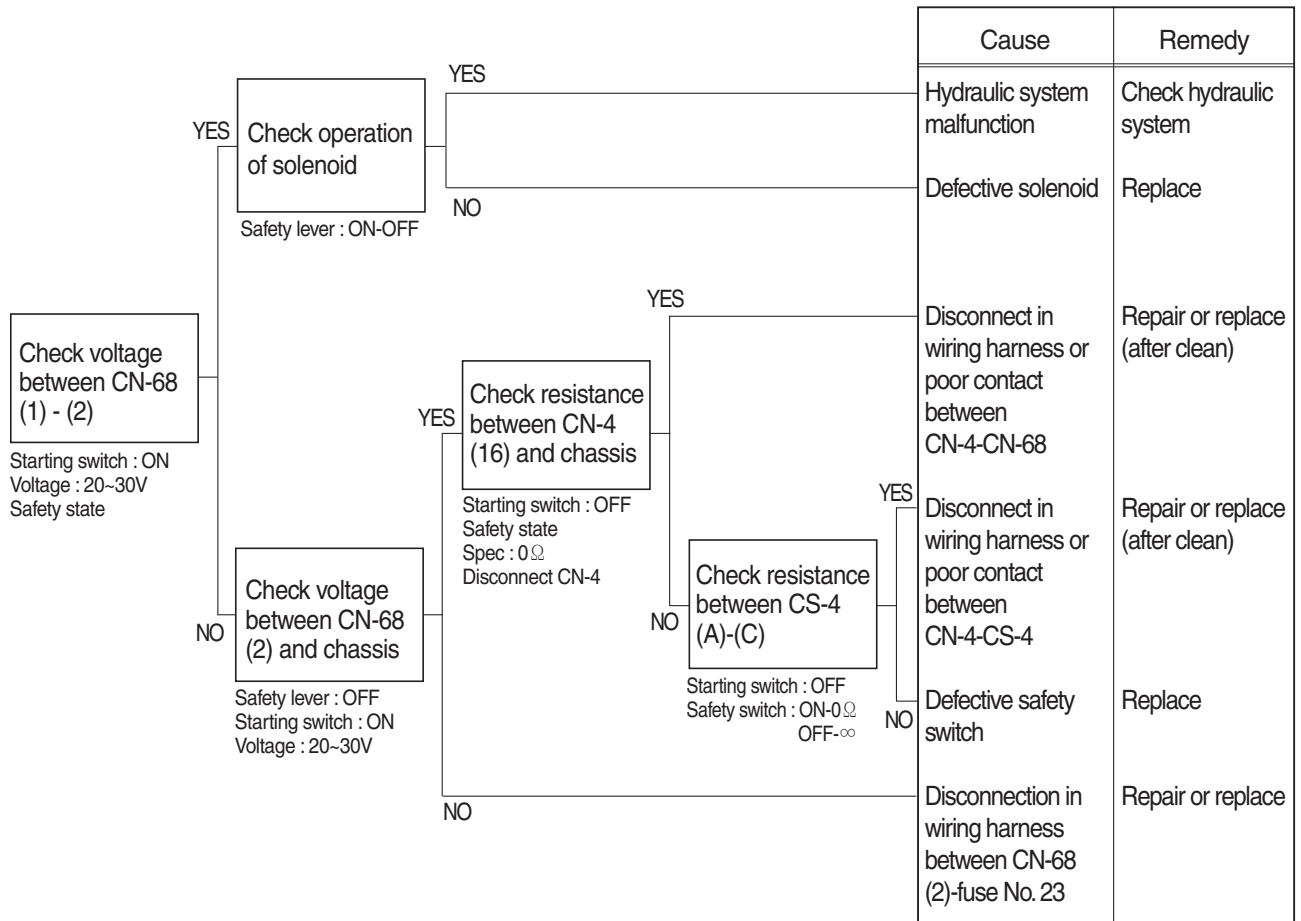 Cause
Remedy
YES
Hydraulic system
malfunction
Check hydraulic
system
YES
Check operation
of solenoid
Defective solenoid
Replace
NO
Safety lever : ON-OFF
YES
Disconnect in
wiring harness or
poor contact
between
CN-4-CN-68
Repair or replace
(after clean)
Check voltage
between CN-68
(1) - (2)
Starting switch : ON
Voltage : 20~30V
Safety state
YES
Check resistance
between CN-4
(16) and chassis
Starting switch : OFF
Safety state
Spec : 0Ω
Disconnect CN-4
YES
Disconnect in
wiring harness or
poor contact
between
CN-4-CS-4
Repair or replace
(after clean)
NO
Check voltage
between CN-68
(2) and chassis
Safety lever : OFF
Starting switch : ON
Voltage : 20~30V
NO
Check resistance
between CS-4
(A)-(C)
Starting switch : OFF
Safety switch : ON-0Ω
OFF-∞
NO
Defective safety
switch
Replace
NO
Disconnection in
wiring harness
between CN-68
(2)-fuse No. 23
Repair or replace